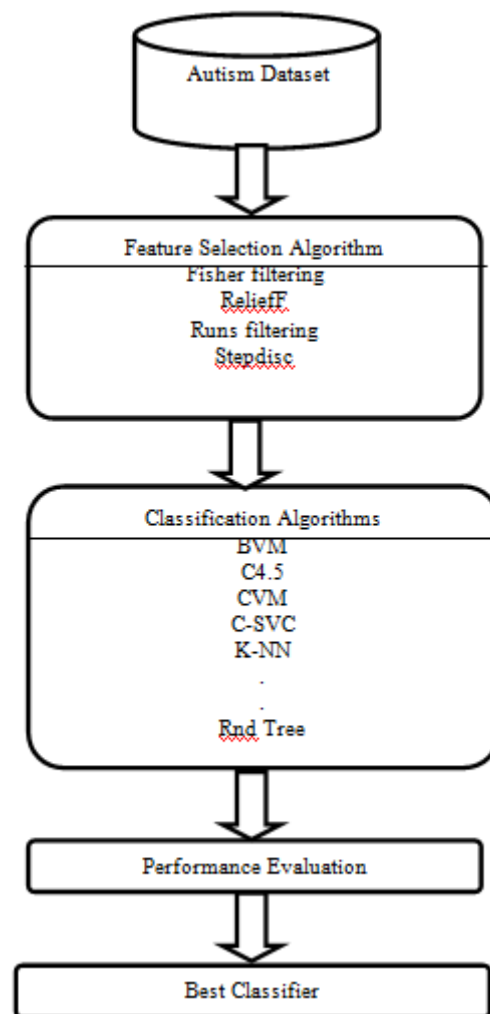 Autism Dataset
Feature Selection Algorithm
Fisher filtering
ReliefF
Runs filtering
Stepdisc
Classification Algorithms
BVM
C4.5
CVM
C-SVC
K-NN
.
.
Rnd Tree
Performance Evaluation
Best Classifier